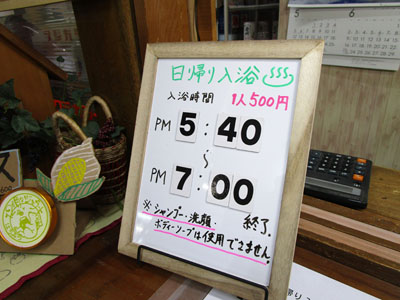 日帰り入浴
入浴時間 1人500円
PM 5:40
～
PM 7:00
終了
※シャンプー・洗顔・
ボディーソープは使用できません
5
6